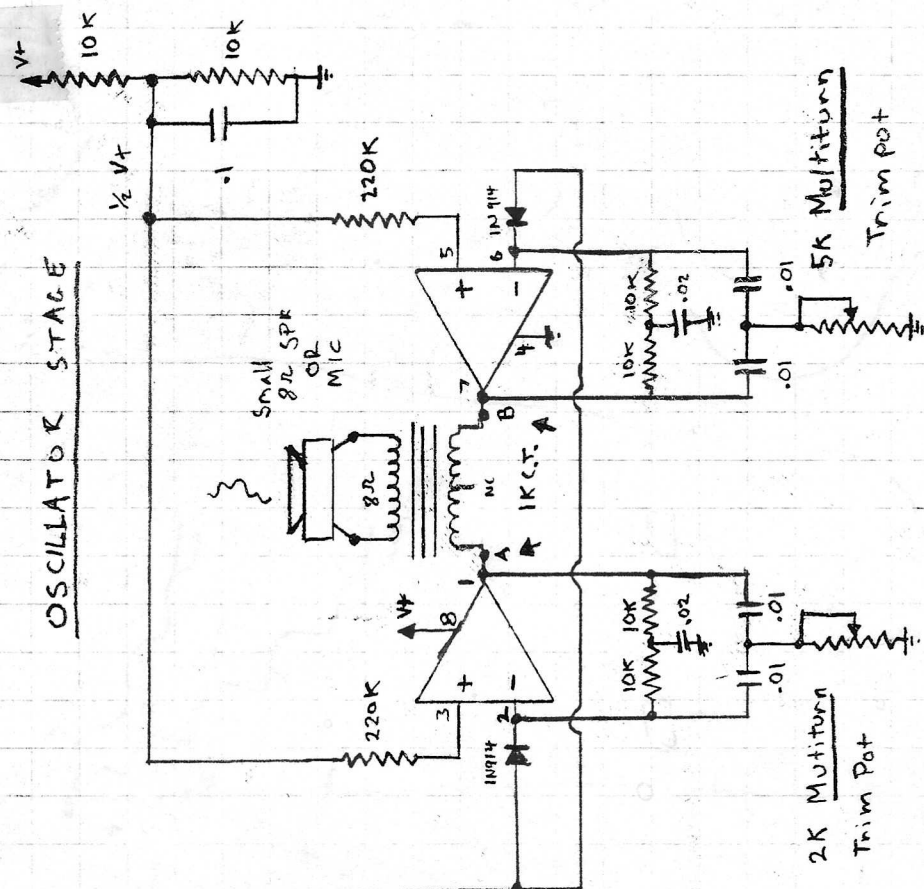 OSCILLATOR STAGE
V+
10K
10K
.1
½ V+
220K
220K
Small
8Ω SPK
OR
MIC
8Ω
NC
1K C.T.
A
B
V+
8
1
3
+
2
-
1N914
5
+
6
-
7
4
1N914
10K
10K
.02
.01
.01
2K Mutiturn
Trim Pot
10K
10K
.02
.01
.01
5K Multiturn
Trim pot